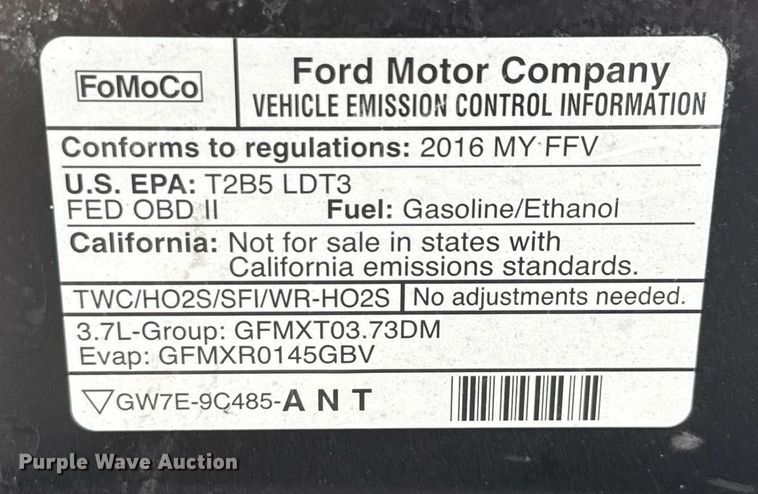 FoMoCo
Ford Motor Company
VEHICLE EMISSION CONTROL INFORMATION
Conforms to regulations: 2016 MY FFV
U.S. EPA: T2B5 LDT3
FED OBD II Fuel: Gasoline/Ethanol
California: Not for sale in states with
California emissions standards.
TWC/HO2S/SFI/WR-HO2S No adjustments needed.
3.7L-Group: GFMXT03.73DM
Evap: GFMXR0145GBV
GW7E-9C485-A N T
Purple Wave Auction